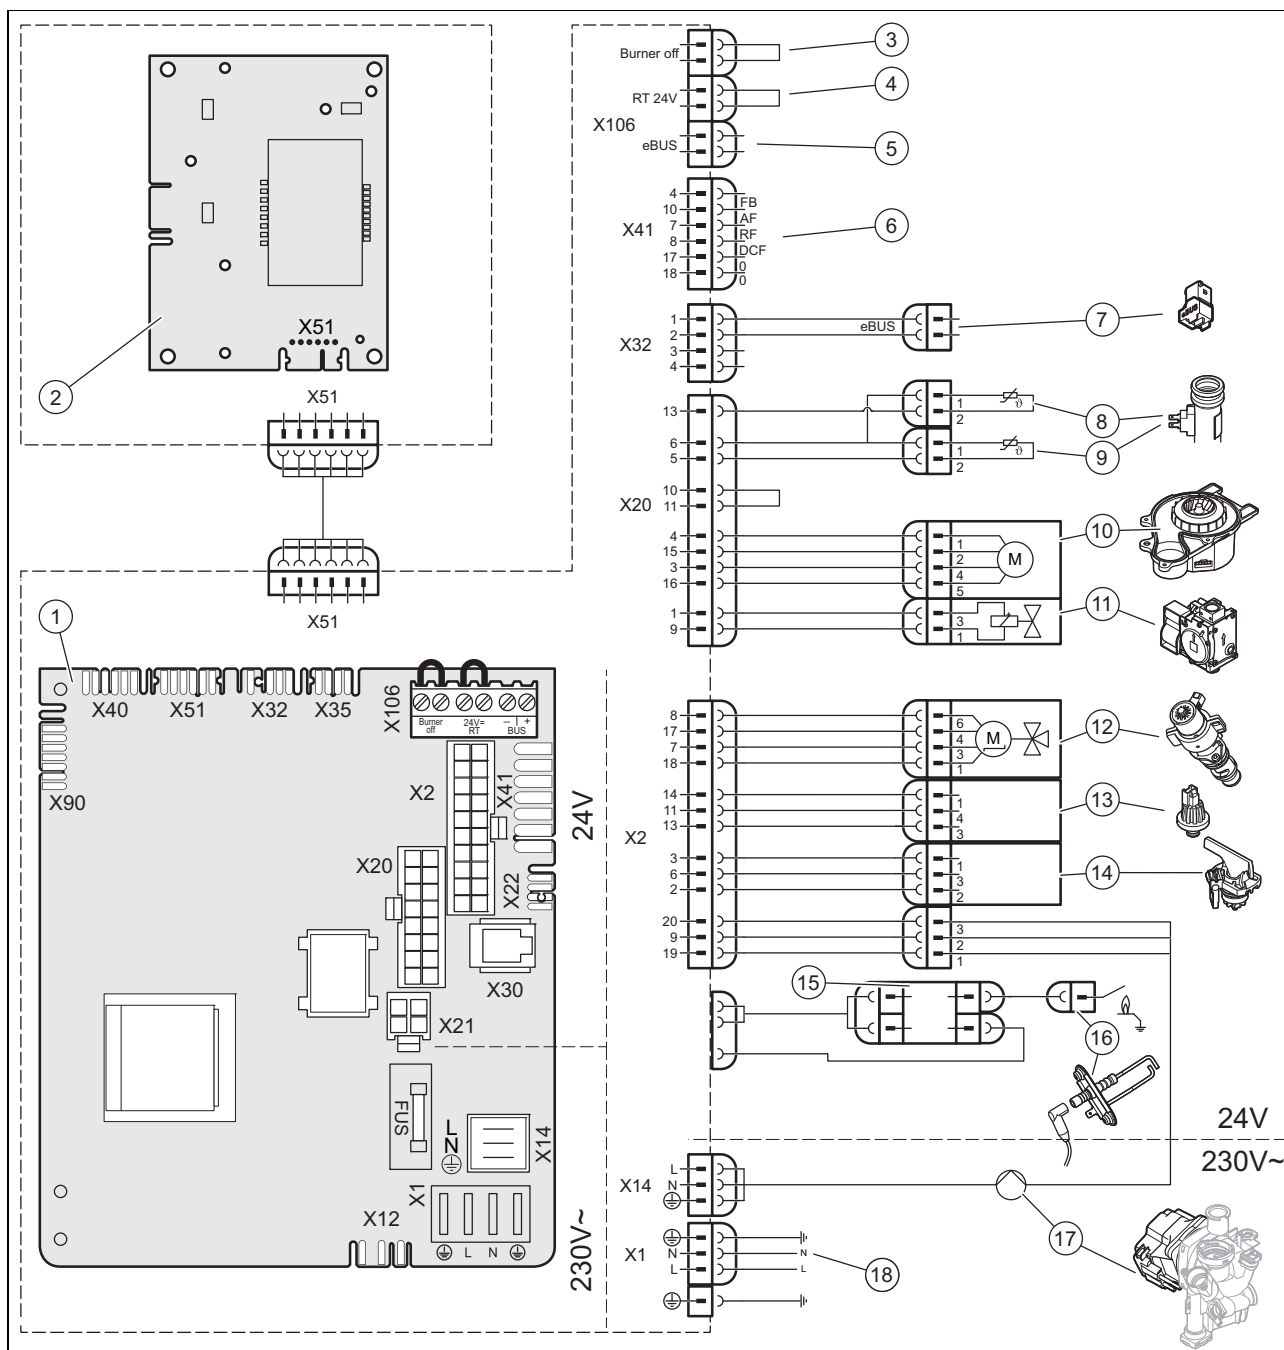 Burner off
RT 24V
X106
eBUS
3
4
5
X41
4
10
7
8
17
18
FB
AF
RF
DCF
0
0
6
X32
1
2
3
4
eBUS
7
X51
2
X51
X51
X20
13
6
5
10
11
4
15
3
16
1
9
1
2
ϑ
8
1
2
ϑ
9
1
2
4
5
M
10
3
1
11
1
X40
X51
X32
X35
X90
X106
Burner off
24V=
RT
– | +
BUS
X2
X41
X20
X22
X30
X21
FUS
L
N
X14
X1
X12
L
N
24V
230V~
X2
8
17
7
18
14
11
13
3
6
2
20
9
19
6
4
3
1
M
12
1
4
3
13
1
3
2
14
3
2
1
15
16
24V
230V~
X14
L
N
17
X1
N
L
N
L
18